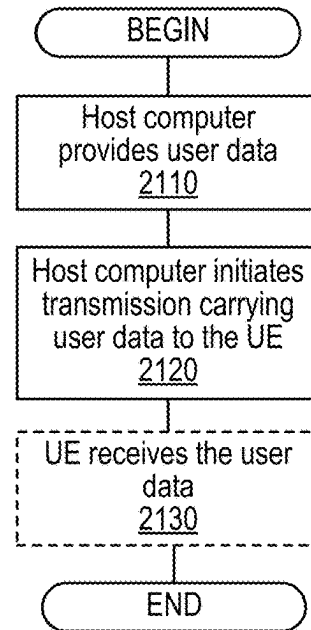 BEGIN
Host computer
provides user data
2110
Host computer initiates
transmission carrying
user data to the UE
2120
UE receives the user
data
2130
END